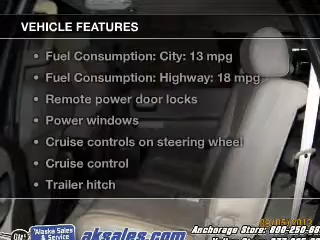 VEHICLE FEATURES
• Fuel Consumption: City: 13 mpg
• Fuel Consumption: Highway: 18 mpg
• Remote power door locks
• Power windows
• Cruise controls on steering wheel
• Cruise control
• Trailer hitch
Alaska Sales & Service
aksales.com
Anchorage Store: